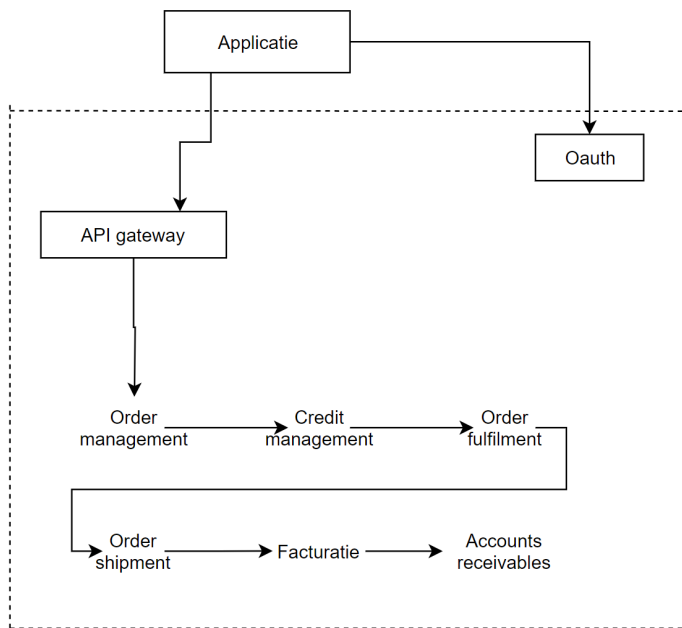 Applicatie
Oauth
API gateway
Order
management
Credit
management
Order
fulfilment
Order
shipment
Facturatie
Accounts
receivables